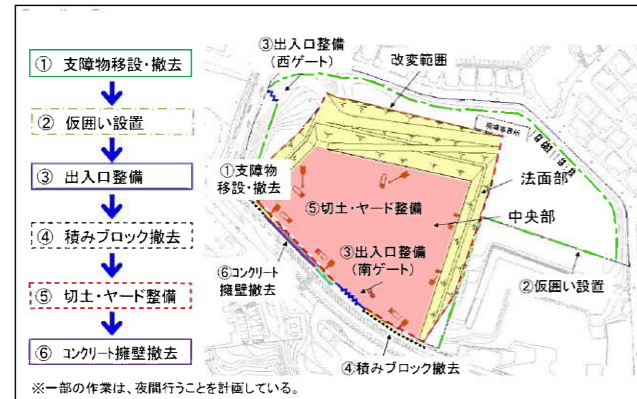 ① 支障物移設・撤去
② 仮囲い設置
③ 出入口整備
④ 積みブロック撤去
⑤ 切土・ヤード整備
⑥ コンクリート擁壁撤去
③出入口整備
(西ゲート)
改変範囲
①支障物
移設・撤去
⑤切土・ヤード整備
法面部
中央部
③出入口整備
(南ゲート)
⑥コンクリート
擁壁撤去
②仮囲い設置
④積みブロック撤去
※一部の作業は、夜間行うことを計画している。